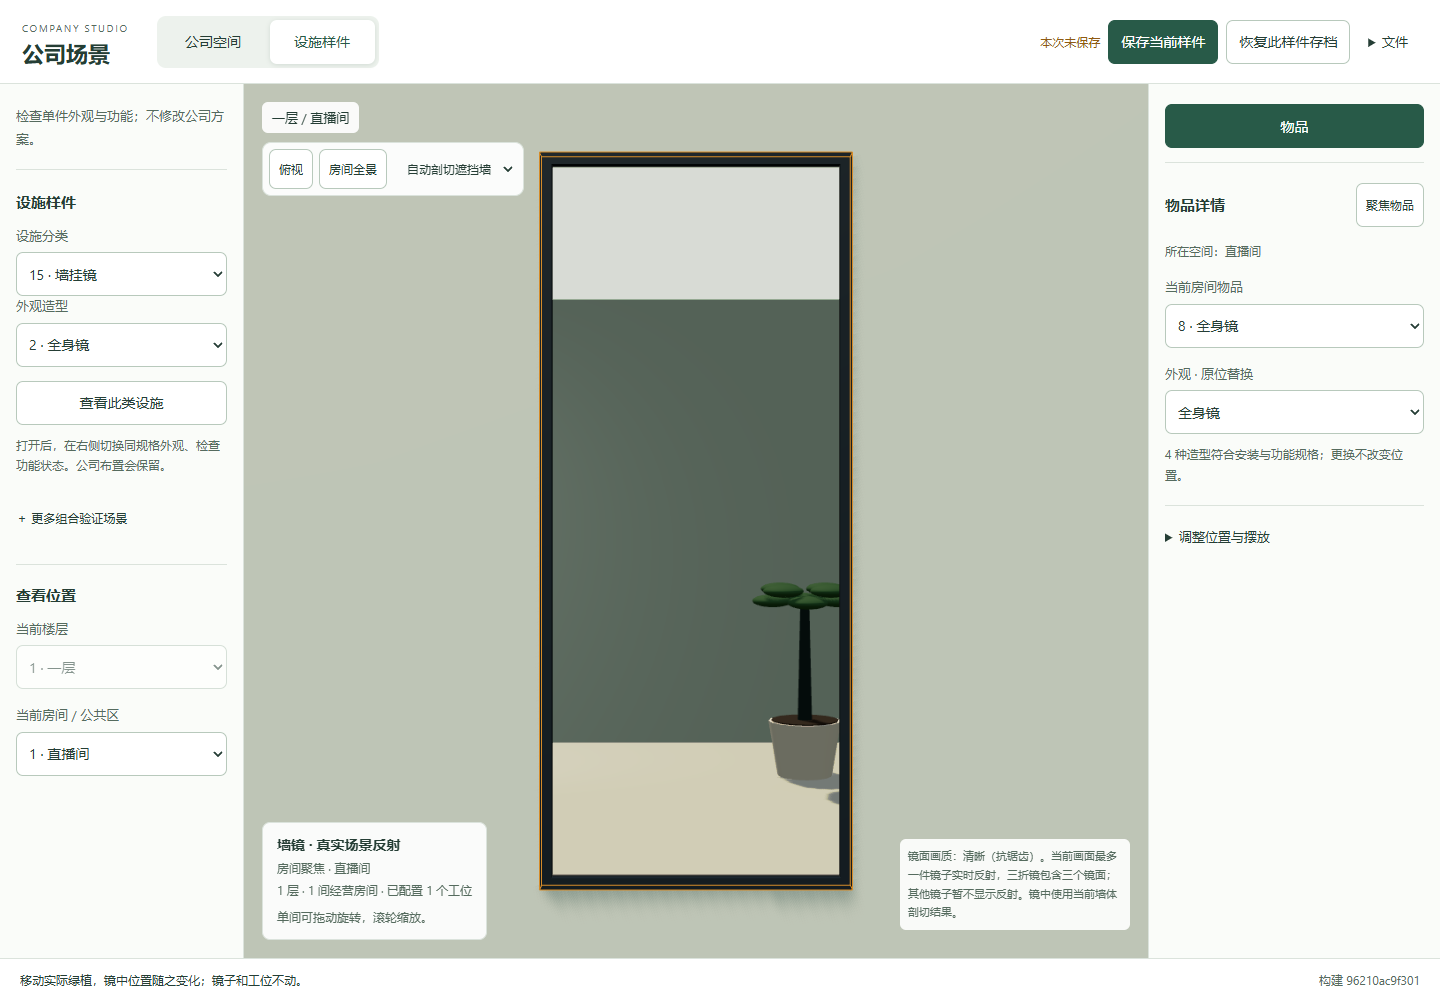 COMPANY STUDIO
公司场景
公司空间
设施样件
本次未保存
保存当前样件
恢复此样件存档
▶ 文件
检查单件外观与功能；不修改公司方
案。
设施样件
设施分类
15 · 墙挂镜
外观造型
2 · 全身镜
查看此类设施
打开后，在右侧切换同规格外观、检查
功能状态。公司布置会保留。
+ 更多组合验证场景
查看位置
当前楼层
1 · 一层
当前房间 / 公共区
1 · 直播间
一层 / 直播间
俯视
房间全景
自动剖切遮挡墙
墙镜 · 真实场景反射
房间聚焦 · 直播间
1 层 · 1 间经营房间 · 已配置 1 个工位
单间可拖动旋转，滚轮缩放。
镜面画质：清晰（抗锯齿）。当前画面最多
一件镜子实时反射，三折镜包含三个镜面；
其他镜子暂不显示反射。镜中使用当前墙体
剖切结果。
物品
物品详情
聚焦物品
所在空间：直播间
当前房间物品
8 · 全身镜
外观 · 原位替换
全身镜
4 种造型符合安装与功能规格；更换不改变位
置。
▶ 调整位置与摆放
移动实际绿植，镜中位置随之变化；镜子和工位不动。
构建 96210ac9f301